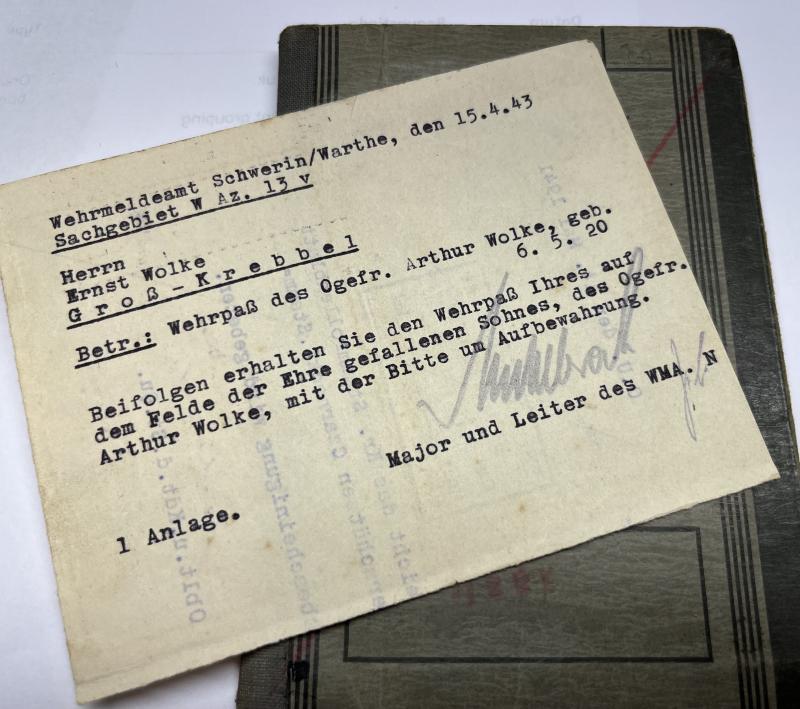 Wehrmeldeamt Schwerin/Warthe, den 15.4.43
Sachgebiet W Az. 13 v
Herrn
Ernst Wolke
Groß-Krebbel
Betr.: Wehrpaß des Ogefr. Arthur Wolke, geb.
6. 5. 20
Beifolgen erhalten Sie den Wehrpaß Ihres auf
dem Felde der Ehre gefallenen Sohnes, des Ogefr.
Arthur Wolke, mit der Bitte um Aufbewahrung.
Major und Leiter des WMA. N
1 Anlage.